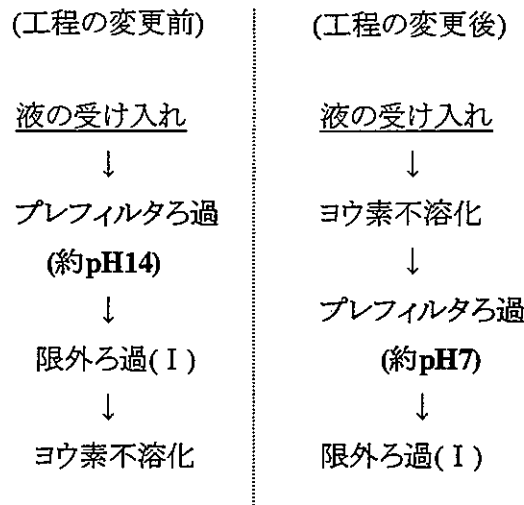 (工程の変更前)
液の受け入れ
↓
プレフィルタろ過
(約pH14)
↓
限外ろ過(Ⅰ)
↓
ヨウ素不溶化
(工程の変更後)
液の受け入れ
↓
ヨウ素不溶化
↓
プレフィルタろ過
(約pH7)
↓
限外ろ過(Ⅰ)